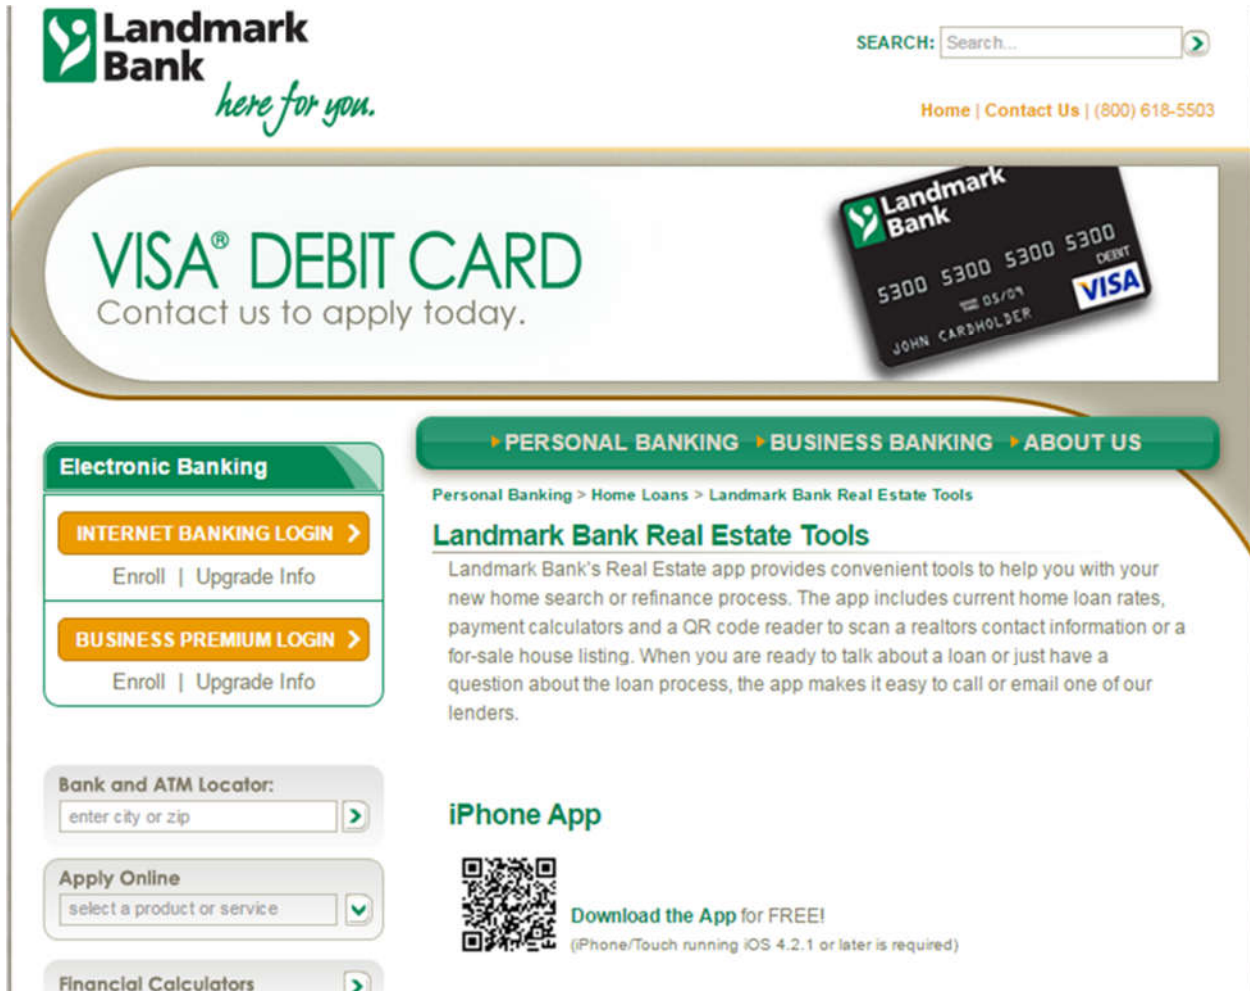 Landmark
Bank
here for you.
SEARCH: Search...
Home | Contact Us | (800) 618-5503
VISA® DEBIT CARD
Contact us to apply today.
Landmark
Bank
5300 5300 5300 5300
DEBIT
05/09
VISA
JOHN CARDHOLDER
PERSONAL BANKING BUSINESS BANKING ABOUT US
Electronic Banking
INTERNET BANKING LOGIN
Enroll | Upgrade Info
BUSINESS PREMIUM LOGIN
Enroll | Upgrade Info
Bank and ATM Locator:
enter city or zip
Apply Online
select a product or service
Financial Calculators
Personal Banking > Home Loans > Landmark Bank Real Estate Tools
Landmark Bank Real Estate Tools
Landmark Bank's Real Estate app provides convenient tools to help you with your
new home search or refinance process. The app includes current home loan rates,
payment calculators and a QR code reader to scan a realtors contact information or a
for-sale house listing. When you are ready to talk about a loan or just have a
question about the loan process, the app makes it easy to call or email one of our
lenders.
iPhone App
Download the App for FREE!
(iPhone/Touch running iOS 4.2.1 or later is required)